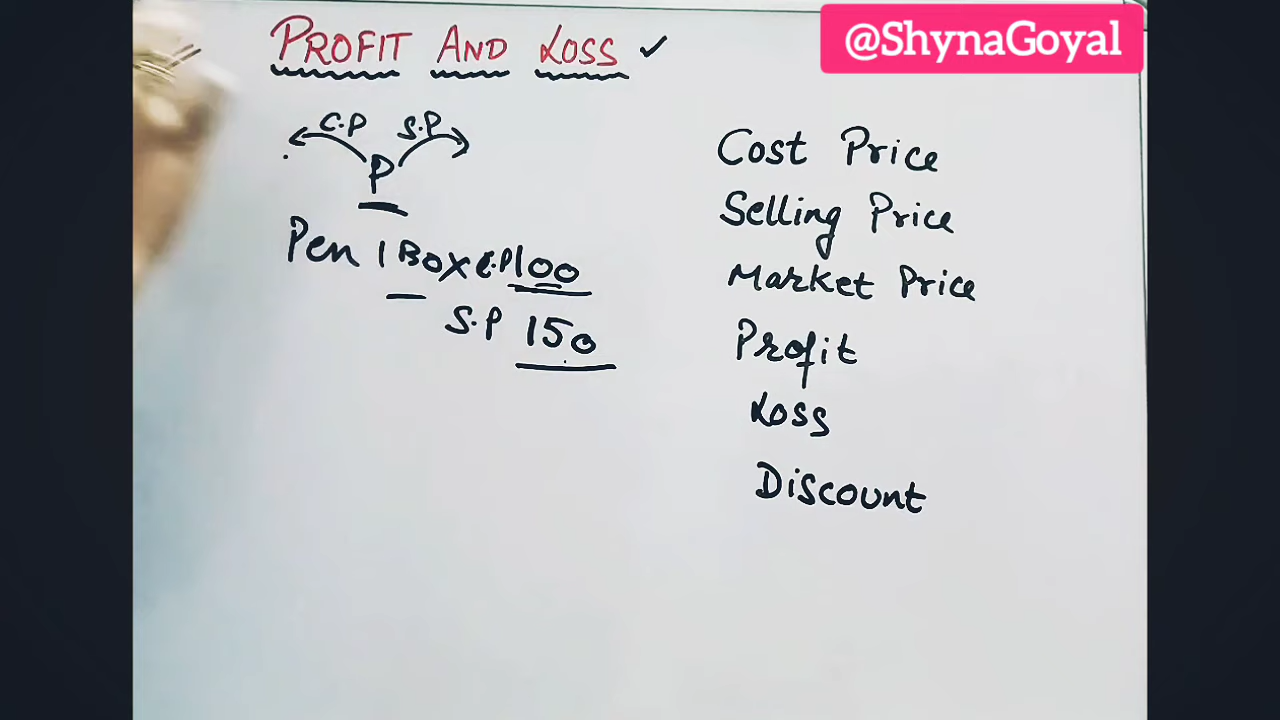 PROFIT AND LOSS ✓
@ShynaGoyal
C.P S.P
P
Pen 1 Box C.P 100
S.P 150
Cost Price
Selling Price
Market Price
Profit
Loss
Discount